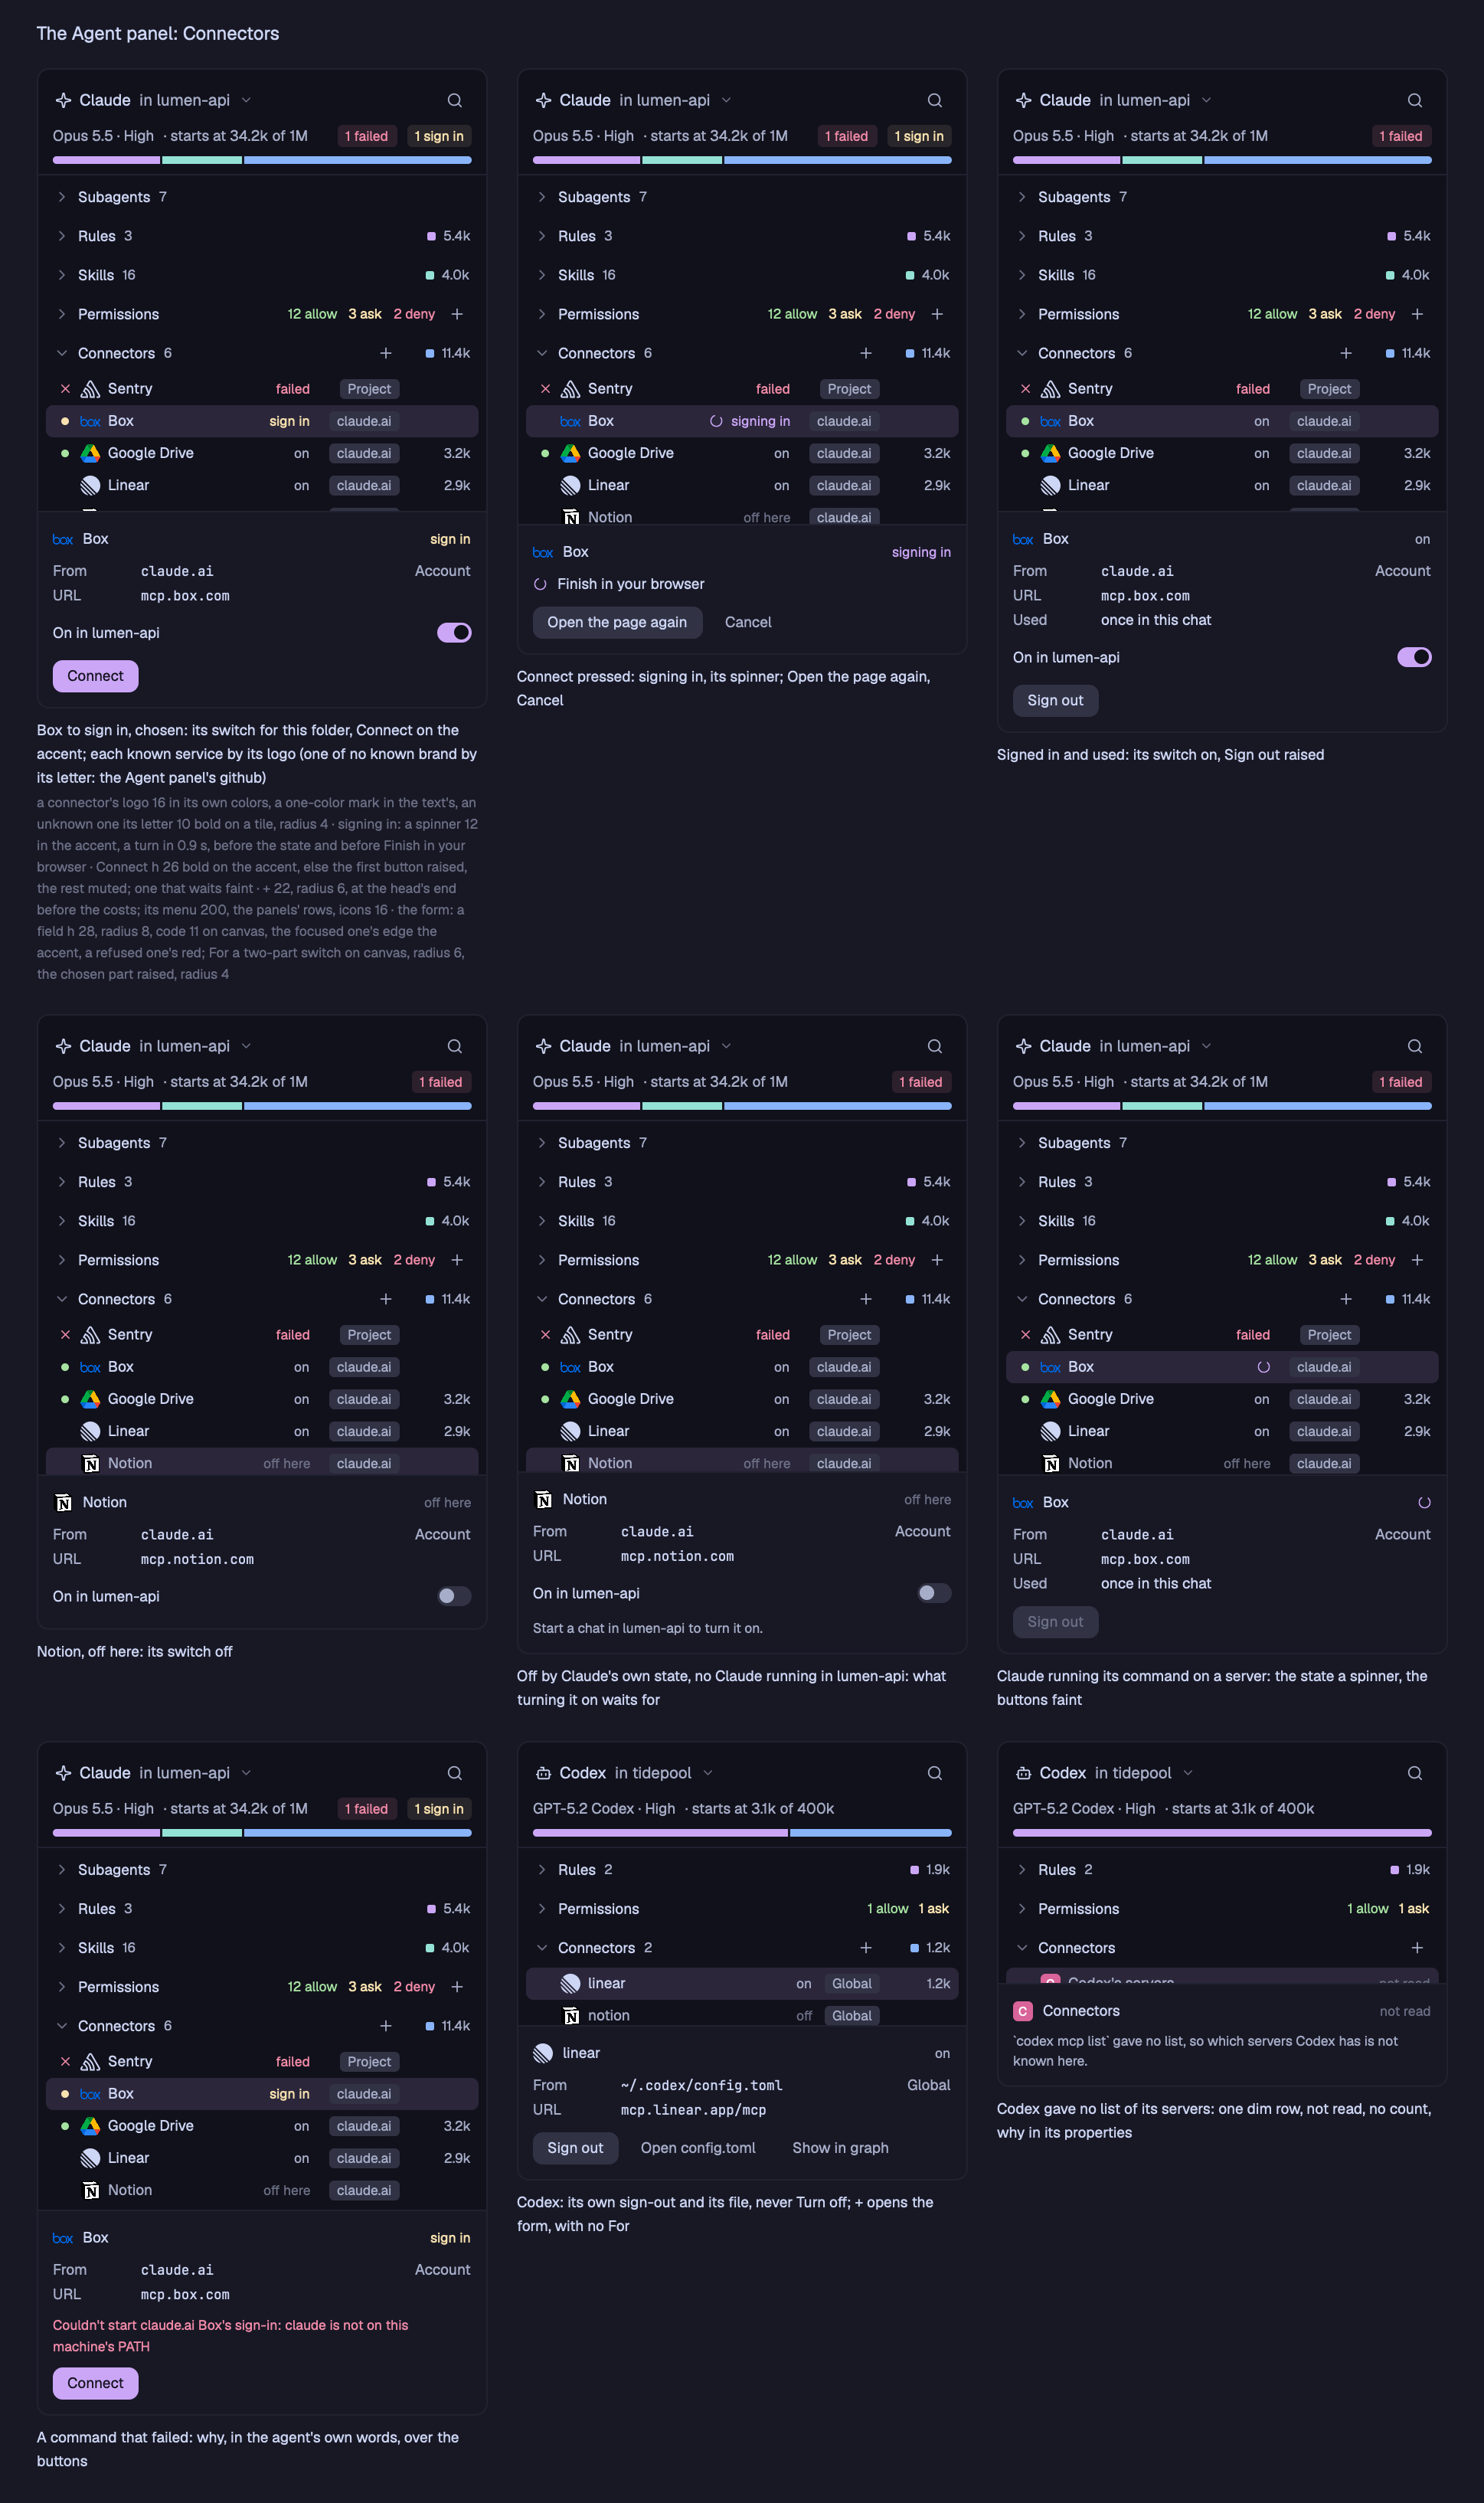 The Agent panel: Connectors
Claude in lumen-api
Opus 5.5 · High · starts at 34.2k of 1M 1 failed 1 sign in
Subagents 7
Rules 3 5.4k
Skills 16 4.0k
Permissions 12 allow 3 ask 2 deny
Connectors 6 11.4k
Sentry failed Project
box Box sign in claude.ai
Google Drive on claude.ai 3.2k
Linear on claude.ai 2.9k
box Box sign in
From claude.ai Account
URL mcp.box.com
On in lumen-api
Connect
Box to sign in, chosen: its switch for this folder, Connect on the
accent; each known service by its logo (one of no known brand by
its letter: the Agent panel's github)
a connector's logo 16 in its own colors, a one-color mark in the text's, an
unknown one its letter 10 bold on a tile, radius 4 · signing in: a spinner 12
in the accent, a turn in 0.9 s, before the state and before Finish in your
browser · Connect h 26 bold on the accent, else the first button raised,
the rest muted; one that waits faint · + 22, radius 6, at the head's end
before the costs; its menu 200, the panels' rows, icons 16 · the form: a
field h 28, radius 8, code 11 on canvas, the focused one's edge the
accent, a refused one's red; For a two-part switch on canvas, radius 6,
the chosen part raised, radius 4
Claude in lumen-api
Opus 5.5 · High · starts at 34.2k of 1M 1 failed 1 sign in
Subagents 7
Rules 3 5.4k
Skills 16 4.0k
Permissions 12 allow 3 ask 2 deny
Connectors 6 11.4k
Sentry failed Project
box Box signing in claude.ai
Google Drive on claude.ai 3.2k
Linear on claude.ai 2.9k
N Notion off here claude.ai
box Box signing in
Finish in your browser
Open the page again Cancel
Connect pressed: signing in, its spinner; Open the page again,
Cancel
Claude in lumen-api
Opus 5.5 · High · starts at 34.2k of 1M 1 failed
Subagents 7
Rules 3 5.4k
Skills 16 4.0k
Permissions 12 allow 3 ask 2 deny
Connectors 6 11.4k
Sentry failed Project
box Box on claude.ai
Google Drive on claude.ai 3.2k
Linear on claude.ai 2.9k
box Box on
From claude.ai Account
URL mcp.box.com
Used once in this chat
On in lumen-api
Sign out
Signed in and used: its switch on, Sign out raised
Claude in lumen-api
Opus 5.5 · High · starts at 34.2k of 1M 1 failed
Subagents 7
Rules 3 5.4k
Skills 16 4.0k
Permissions 12 allow 3 ask 2 deny
Connectors 6 11.4k
Sentry failed Project
box Box on claude.ai
Google Drive on claude.ai 3.2k
Linear on claude.ai 2.9k
N Notion off here claude.ai
N Notion off here
From claude.ai Account
URL mcp.notion.com
On in lumen-api
Notion, off here: its switch off
Claude in lumen-api
Opus 5.5 · High · starts at 34.2k of 1M 1 failed
Subagents 7
Rules 3 5.4k
Skills 16 4.0k
Permissions 12 allow 3 ask 2 deny
Connectors 6 11.4k
Sentry failed Project
box Box on claude.ai
Google Drive on claude.ai 3.2k
Linear on claude.ai 2.9k
N Notion off here claude.ai
N Notion off here
From claude.ai Account
URL mcp.notion.com
On in lumen-api
Start a chat in lumen-api to turn it on.
Off by Claude's own state, no Claude running in lumen-api: what
turning it on waits for
Claude in lumen-api
Opus 5.5 · High · starts at 34.2k of 1M 1 failed
Subagents 7
Rules 3 5.4k
Skills 16 4.0k
Permissions 12 allow 3 ask 2 deny
Connectors 6 11.4k
Sentry failed Project
box Box claude.ai
Google Drive on claude.ai 3.2k
Linear on claude.ai 2.9k
N Notion off here claude.ai
box Box
From claude.ai Account
URL mcp.box.com
Used once in this chat
Sign out
Claude running its command on a server: the state a spinner, the
buttons faint
Claude in lumen-api
Opus 5.5 · High · starts at 34.2k of 1M 1 failed 1 sign in
Subagents 7
Rules 3 5.4k
Skills 16 4.0k
Permissions 12 allow 3 ask 2 deny
Connectors 6 11.4k
Sentry failed Project
box Box sign in claude.ai
Google Drive on claude.ai 3.2k
Linear on claude.ai 2.9k
N Notion off here claude.ai
box Box sign in
From claude.ai Account
URL mcp.box.com
Couldn't start claude.ai Box's sign-in: claude is not on this
machine's PATH
Connect
A command that failed: why, in the agent's own words, over the
buttons
Codex in tidepool
GPT-5.2 Codex · High · starts at 3.1k of 400k
Rules 2 1.9k
Permissions 1 allow 1 ask
Connectors 2 1.2k
linear on Global 1.2k
N notion off Global
linear on
From ~/.codex/config.toml Global
URL mcp.linear.app/mcp
Sign out Open config.toml Show in graph
Codex: its own sign-out and its file, never Turn off; + opens the
form, with no For
Codex in tidepool
GPT-5.2 Codex · High · starts at 3.1k of 400k
Rules 2 1.9k
Permissions 1 allow 1 ask
Connectors
C Codex's servers not read
C Connectors not read
`codex mcp list` gave no list, so which servers Codex has is not
known here.
Codex gave no list of its servers: one dim row, not read, no count,
why in its properties